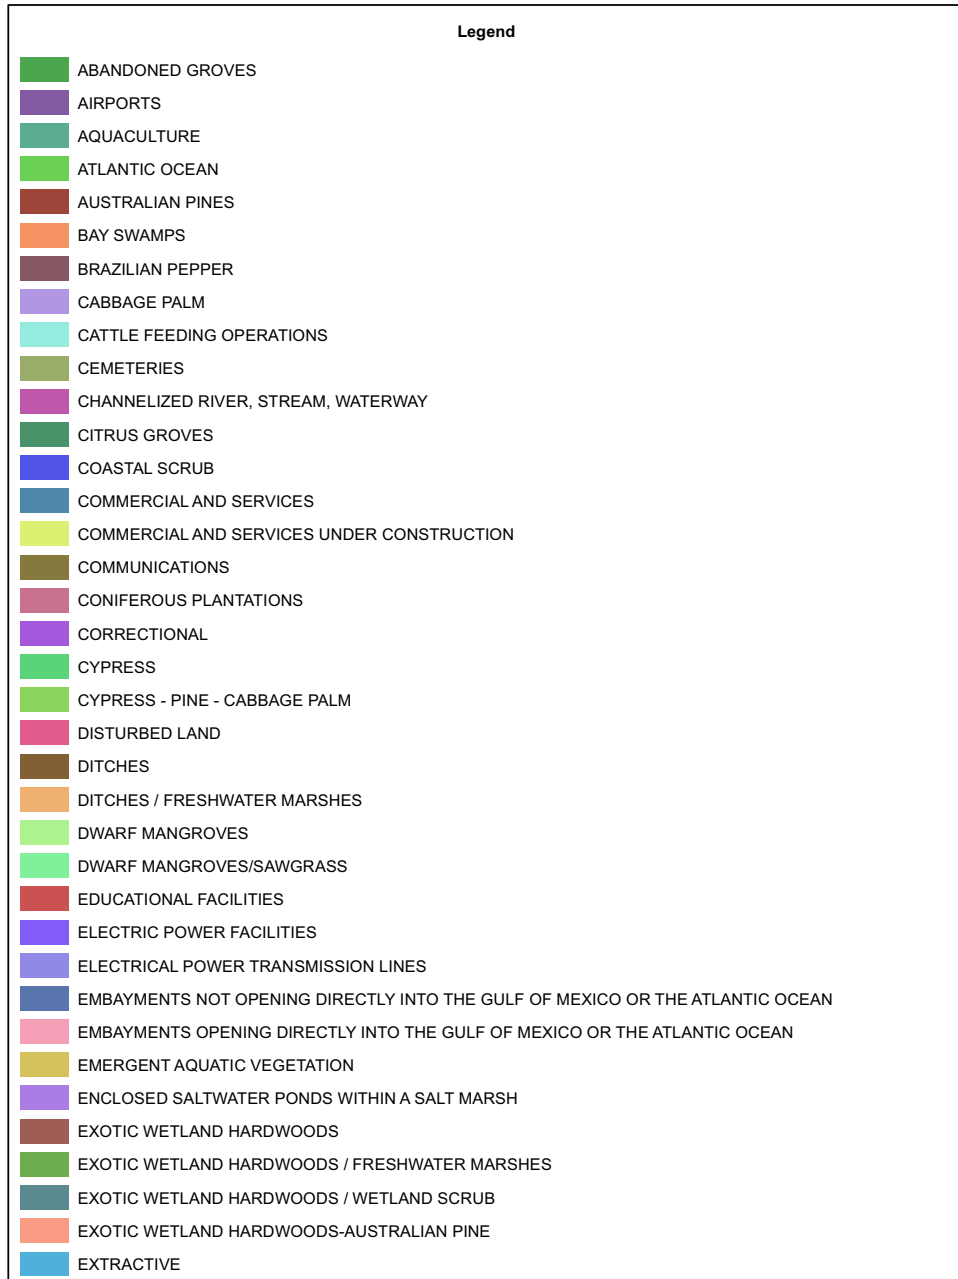 Legend
ABANDONED GROVES
AIRPORTS
AQUACULTURE
ATLANTIC OCEAN
AUSTRALIAN PINES
BAY SWAMPS
BRAZILIAN PEPPER
CABBAGE PALM
CATTLE FEEDING OPERATIONS
CEMETERIES
CHANNELIZED RIVER, STREAM, WATERWAY
CITRUS GROVES
COASTAL SCRUB
COMMERCIAL AND SERVICES
COMMERCIAL AND SERVICES UNDER CONSTRUCTION
COMMUNICATIONS
CONIFEROUS PLANTATIONS
CORRECTIONAL
CYPRESS
CYPRESS - PINE - CABBAGE PALM
DISTURBED LAND
DITCHES
DITCHES / FRESHWATER MARSHES
DWARF MANGROVES
DWARF MANGROVES/SAWGRASS
EDUCATIONAL FACILITIES
ELECTRIC POWER FACILITIES
ELECTRICAL POWER TRANSMISSION LINES
EMBAYMENTS NOT OPENING DIRECTLY INTO THE GULF OF MEXICO OR THE ATLANTIC OCEAN
EMBAYMENTS OPENING DIRECTLY INTO THE GULF OF MEXICO OR THE ATLANTIC OCEAN
EMERGENT AQUATIC VEGETATION
ENCLOSED SALTWATER PONDS WITHIN A SALT MARSH
EXOTIC WETLAND HARDWOODS
EXOTIC WETLAND HARDWOODS / FRESHWATER MARSHES
EXOTIC WETLAND HARDWOODS / WETLAND SCRUB
EXOTIC WETLAND HARDWOODS-AUSTRALIAN PINE
EXTRACTIVE